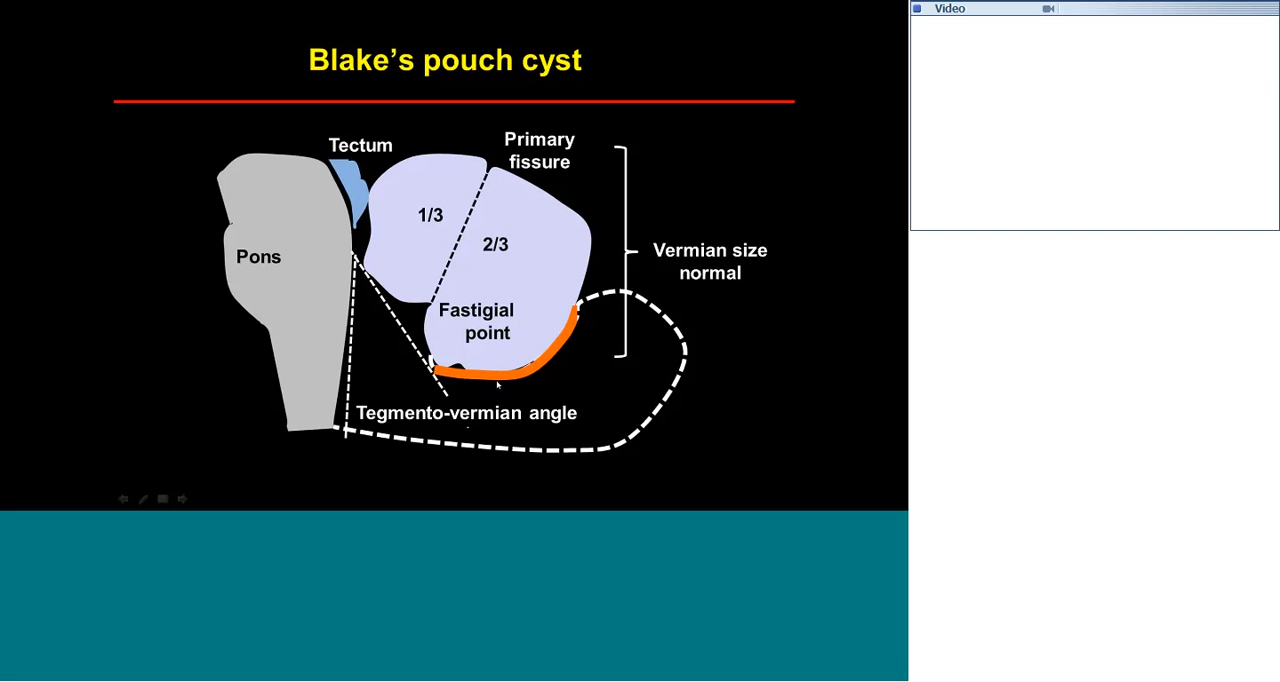 Blake's pouch cyst
Video
Tectum
Primary
fissure
1/3
2/3
Pons
Vermian size
normal
Fastigial
point
Tegmento-vermian angle